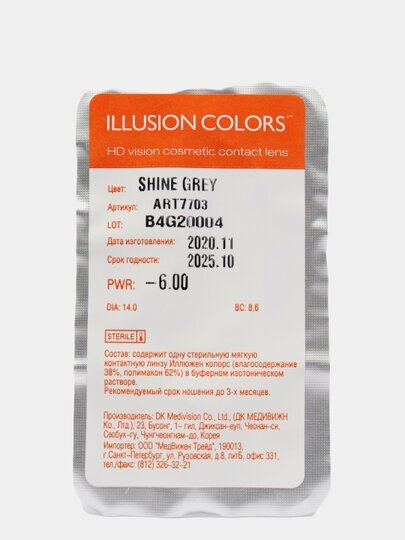 ILLUSION COLORS™
HD vision cosmetic contact lens
Цвет: SHINE GREY
Артикул: ART7703
LOT: B4G20004
Дата изготовления: 2020.11
Срок годности: 2025.10
PWR: -6.00
DIA: 14.0 BC: 8,6
STERILE
Состав: содержит одну стерильную мягкую
контактную линзу Иллюжен колорс (влагосодержание
38%, полимакон 62%) в буферном изотоническом
растворе.
Рекомендуемый срок ношения до 3-х месяцев.
Производитель: DK Medivision Co., Ltd., (ДК МЕДИВИЖН
Ко., Лтд.), 23, Бусонг, 1- гил, Джиксан-еул, Чеонан-си,
Сеобук-гу, Чунгчеонгнам-до, Корея
Импортер: ООО "МедВижен Трейд", 190013,
г.Санкт-Петербург, ул. Рузовская, д.8, литБ, офис 331,
тел./факс: (812) 326-32-21